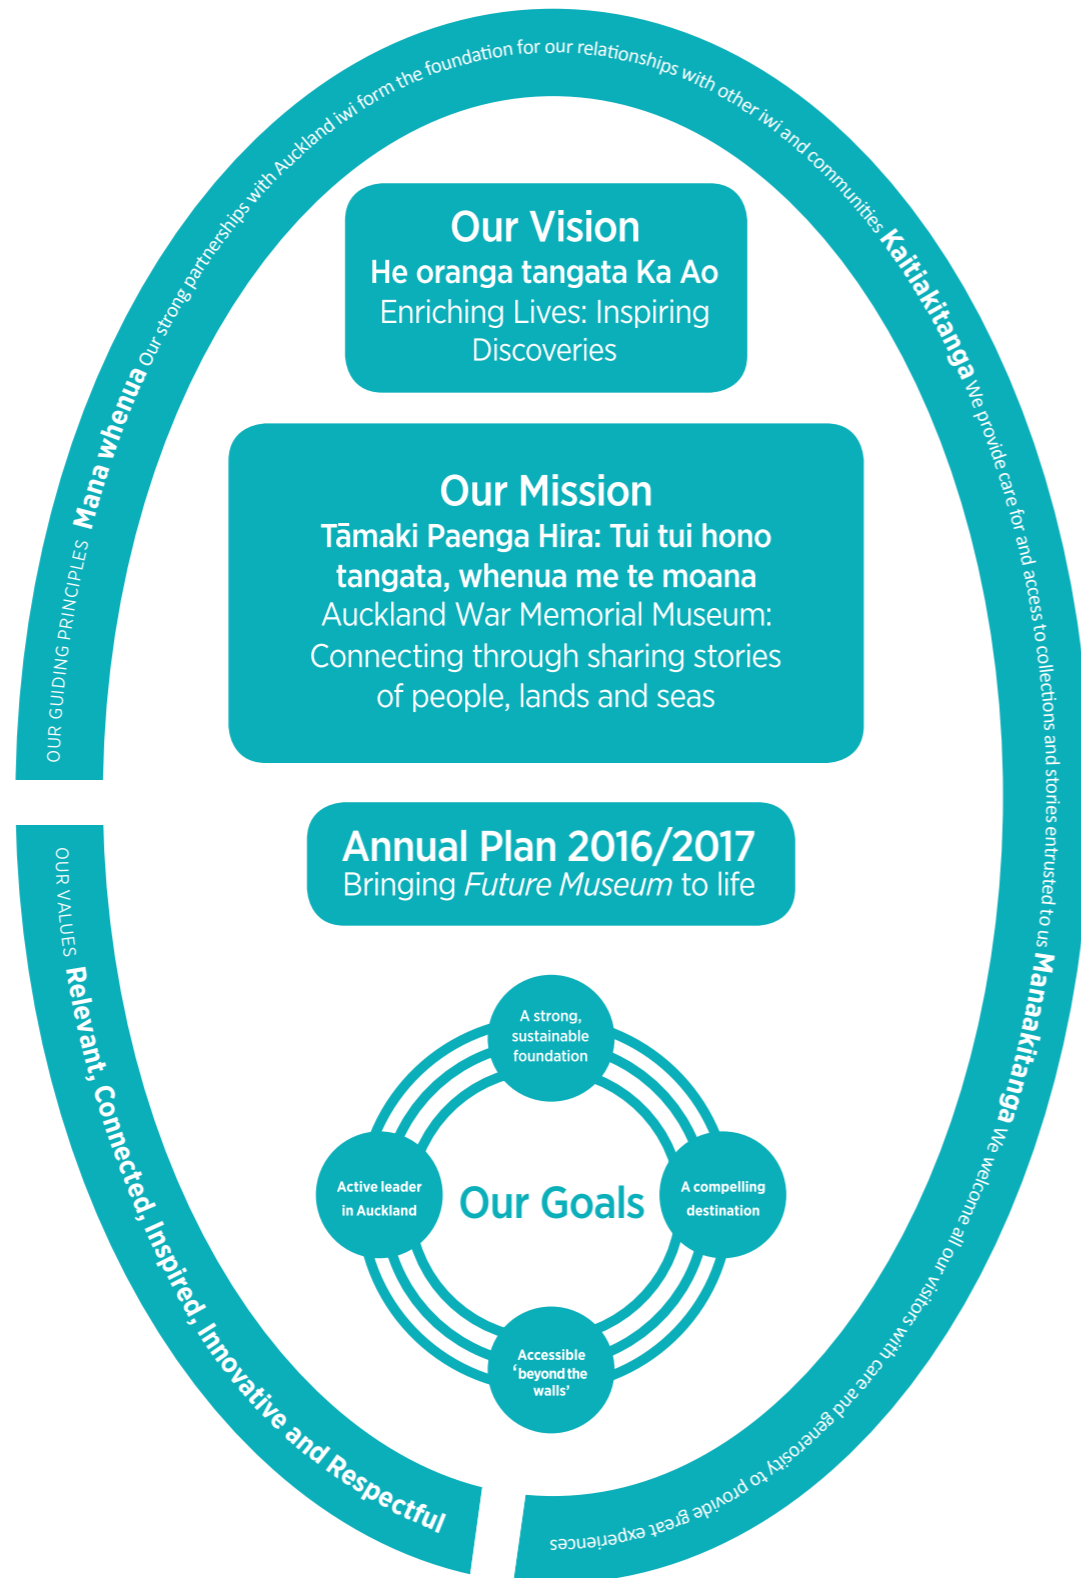 OUR GUIDING PRINCIPLES Mana whenua Our strong partnerships with Auckland iwi form the foundation for our relationships with other iwi and communities Kaitiakitanga We provide care for and access to collections and stories entrusted to us Manaakitanga We welcome all our visitors with care and generosity to provide great experiences
Our Vision
He oranga tangata Ka Ao
Enriching Lives: Inspiring
Discoveries
Our Mission
Tāmaki Paenga Hira: Tui tui hono
tangata, whenua me te moana
Auckland War Memorial Museum:
Connecting through sharing stories
of people, lands and seas
Annual Plan 2016/2017
Bringing Future Museum to life
A strong,
sustainable
foundation
Active leader
in Auckland
Our Goals
A compelling
destination
Accessible
‘beyond the
walls’
OUR VALUES Relevant, Connected, Inspired, Innovative and Respectful